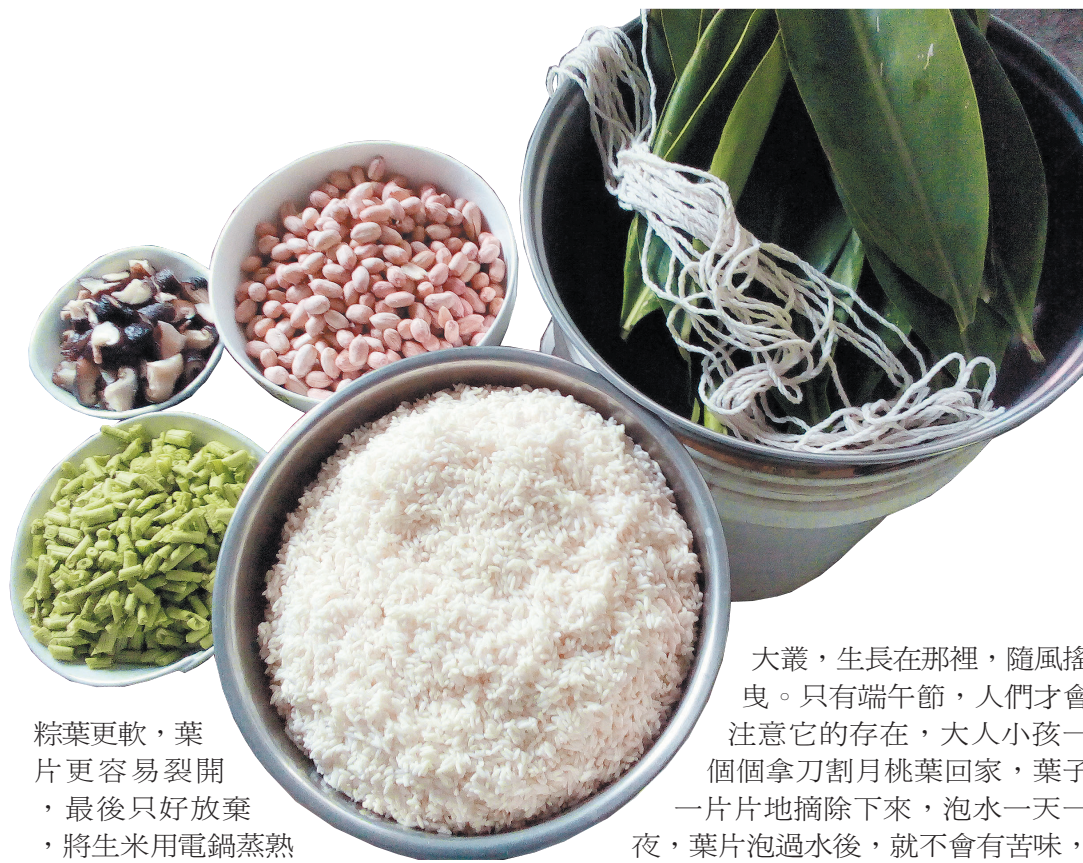 粽葉更軟，葉
片更容易裂開
，最後只好放棄
，將生米用電鍋蒸熟
大叢，生長在那裡，隨風搖
曳。只有端午節，人們才會
注意它的存在，大人小孩一
個個拿刀割月桃葉回家，葉子
一片片地摘除下來，泡水一天一
夜，葉片泡過水後，就不會有苦味，